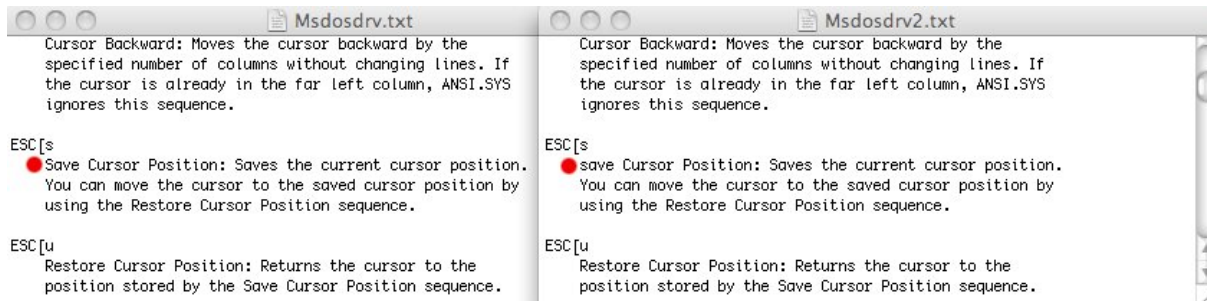 Msdosdrv.txt
Cursor Backward: Moves the cursor backward by the
specified number of columns without changing lines. If
the cursor is already in the far left column, ANSI.SYS
ignores this sequence.
ESC[s
Save Cursor Position: Saves the current cursor position.
You can move the cursor to the saved cursor position by
using the Restore Cursor Position sequence.
ESC[u
Restore Cursor Position: Returns the cursor to the
position stored by the Save Cursor Position sequence.
Msdosdrv2.txt
Cursor Backward: Moves the cursor backward by the
specified number of columns without changing lines. If
the cursor is already in the far left column, ANSI.SYS
ignores this sequence.
ESC[s
save Cursor Position: Saves the current cursor position.
You can move the cursor to the saved cursor position by
using the Restore Cursor Position sequence.
ESC[u
Restore Cursor Position: Returns the cursor to the
position stored by the Save Cursor Position sequence.